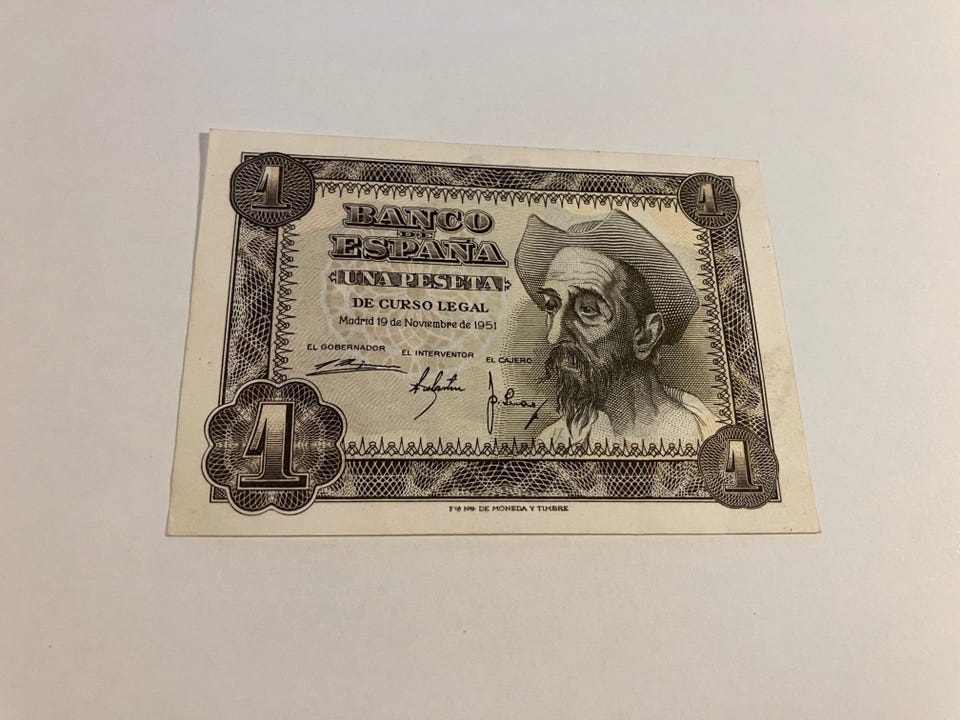 1
1
BANCO
DE
ESPAÑA
UNA PESETA
DE CURSO LEGAL
Madrid 19 de Noviembre de 1951
EL GOBERNADOR EL INTERVENTOR EL CAJERO
1
1
Fca Nal DE MONEDA Y TIMBRE